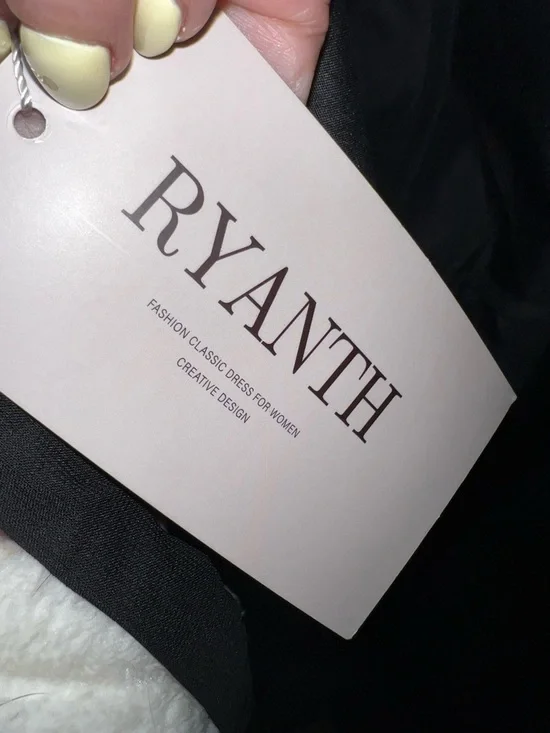 RYANTH
FASHION CLASSIC DRESS FOR WOMEN
CREATIVE DESIGN